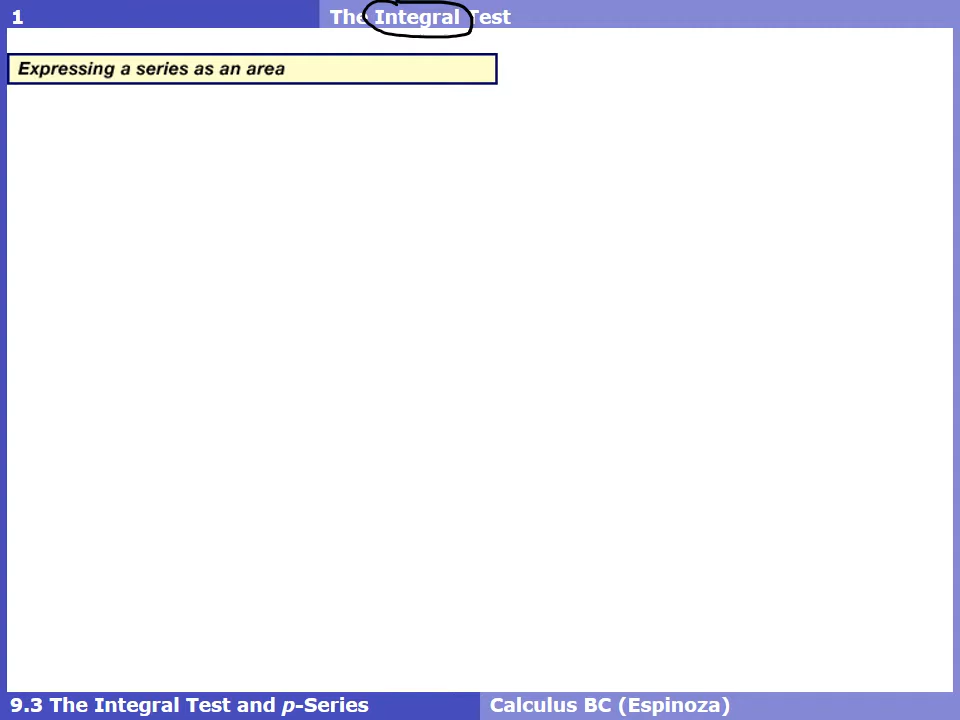 1
The Integral Test
Expressing a series as an area
9.3 The Integral Test and p-Series
Calculus BC (Espinoza)